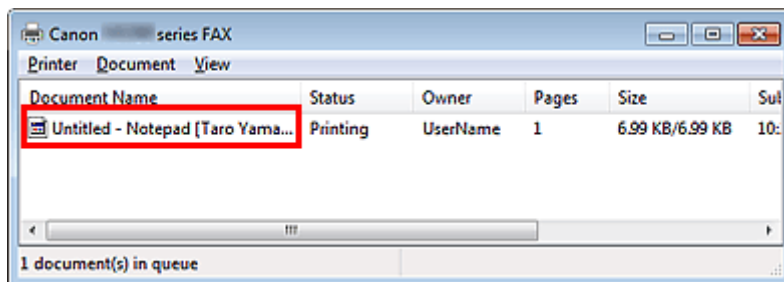 Canon series FAX
Printer Document View
Document Name Status Owner Pages Size
Untitled - Notepad [Taro Yama... Printing UserName 1 6.99 KB/6.99 KB 10:
1 document(s) in queue